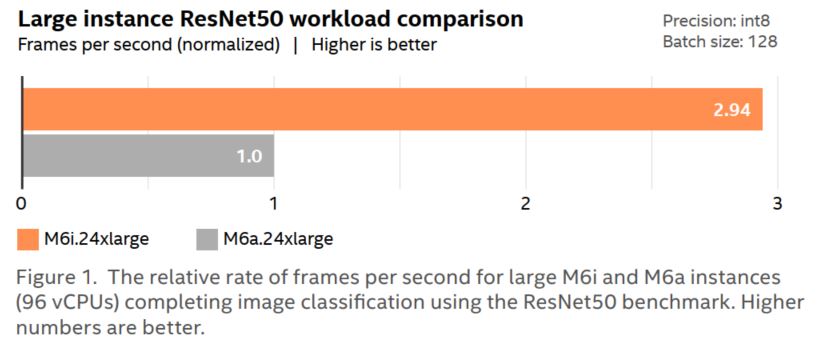 Large instance ResNet50 workload comparison
Frames per second (normalized) | Higher is better
Precision: int8
Batch size: 128
2.94
1.0
0 1 2 3
M6i.24xlarge M6a.24xlarge
Figure 1. The relative rate of frames per second for large M6i and M6a instances
(96 vCPUs) completing image classification using the ResNet50 benchmark. Higher
numbers are better.